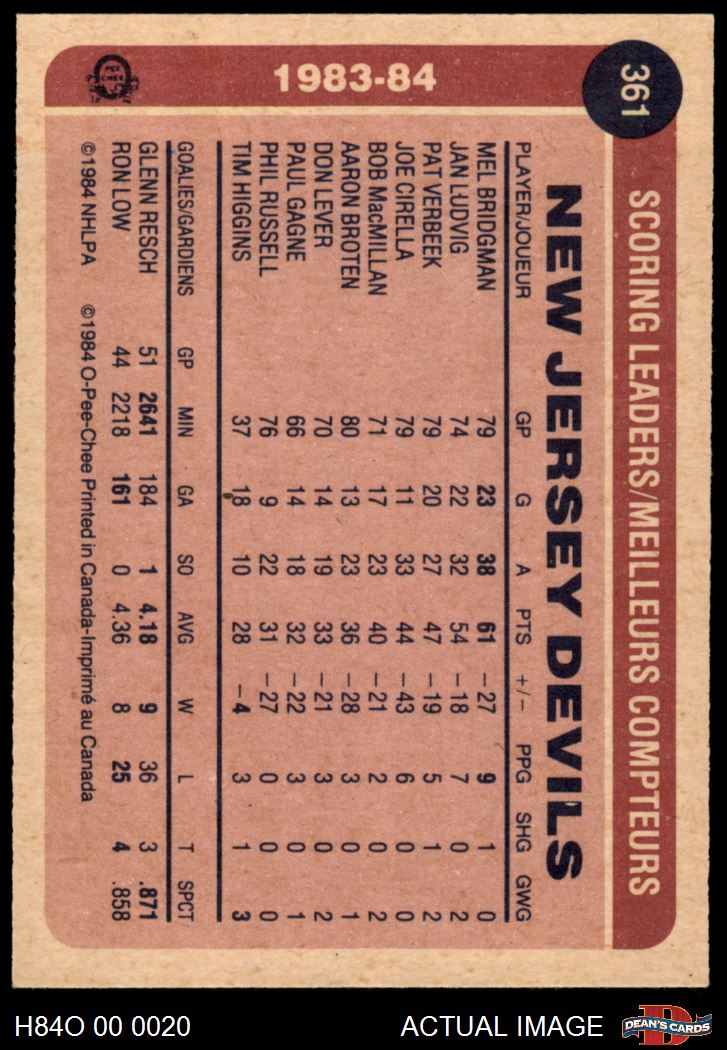 361
SCORING LEADERS/MEILLEURS COMPTEURS
1983-84
O PEE CHEE
NEW JERSEY DEVILS
PLAYER/JOUEUR GP G A PTS +/- PPG SHG GWG
MEL BRIDGMAN 79 23 38 61 -27 9 1 0
JAN LUDVIG 74 22 32 54 -18 7 0 2
PAT VERBEEK 79 20 27 47 -19 5 1 2
JOE CIRELLA 79 11 33 44 -43 6 0 0
BOB MacMILLAN 71 17 23 40 -21 2 0 2
AARON BROTEN 80 13 23 36 -28 3 0 1
DON LEVER 70 14 19 33 -21 3 0 2
PAUL GAGNE 66 14 18 32 -22 3 0 1
PHIL RUSSELL 76 9 22 31 -27 0 0 0
TIM HIGGINS 37 18 10 28 -4 3 1 3
GOALIES/GARDIENS GP MIN GA SO AVG W L T SPCT
GLENN RESCH 51 2641 184 1 4.18 9 36 3 .871
RON LOW 44 2218 161 0 4.36 8 25 4 .858
©1984 NHLPA ©1984 O-Pee-Chee Printed in Canada-Imprimé au Canada
H84O 00 0020 ACTUAL IMAGE
D DEAN'S CARDS